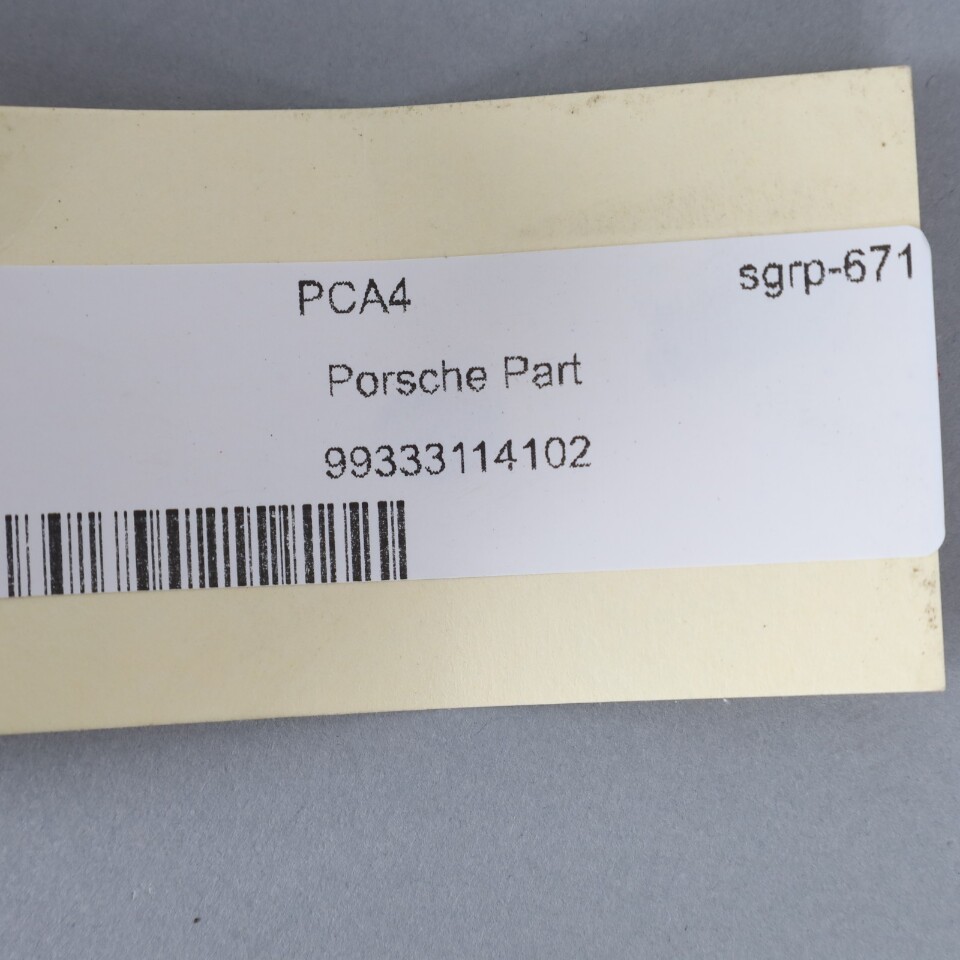 PCA4
sgrp-671
Porsche Part
99333114102